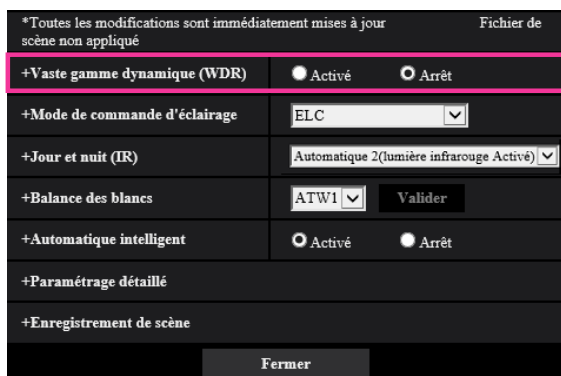 *Toutes les modifications sont immédiatement mises à jour Fichier de
scène non appliqué
+Vaste gamme dynamique (WDR) Activé Arrêt
+Mode de commande d'éclairage ELC
+Jour et nuit (IR) Automatique 2(lumière infrarouge Activé)
+Balance des blancs ATW1 Valider
+Automatique intelligent Activé Arrêt
+Paramétrage détaillé
+Enregistrement de scène
Fermer